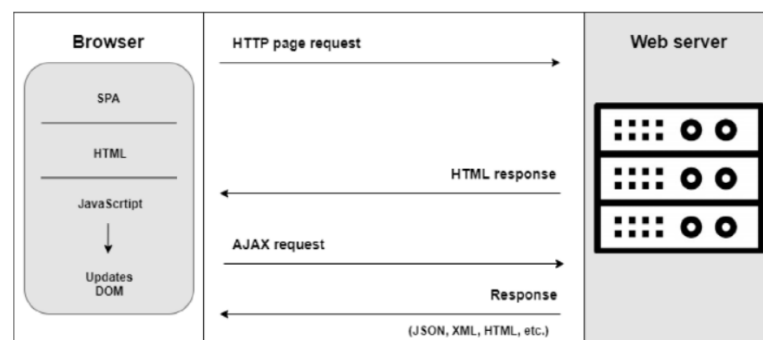 Browser
SPA
HTML
JavaScrtipt
Updates
DOM
HTTP page request
HTML response
AJAX request
Response
(JSON, XML, HTML, etc.)
Web server